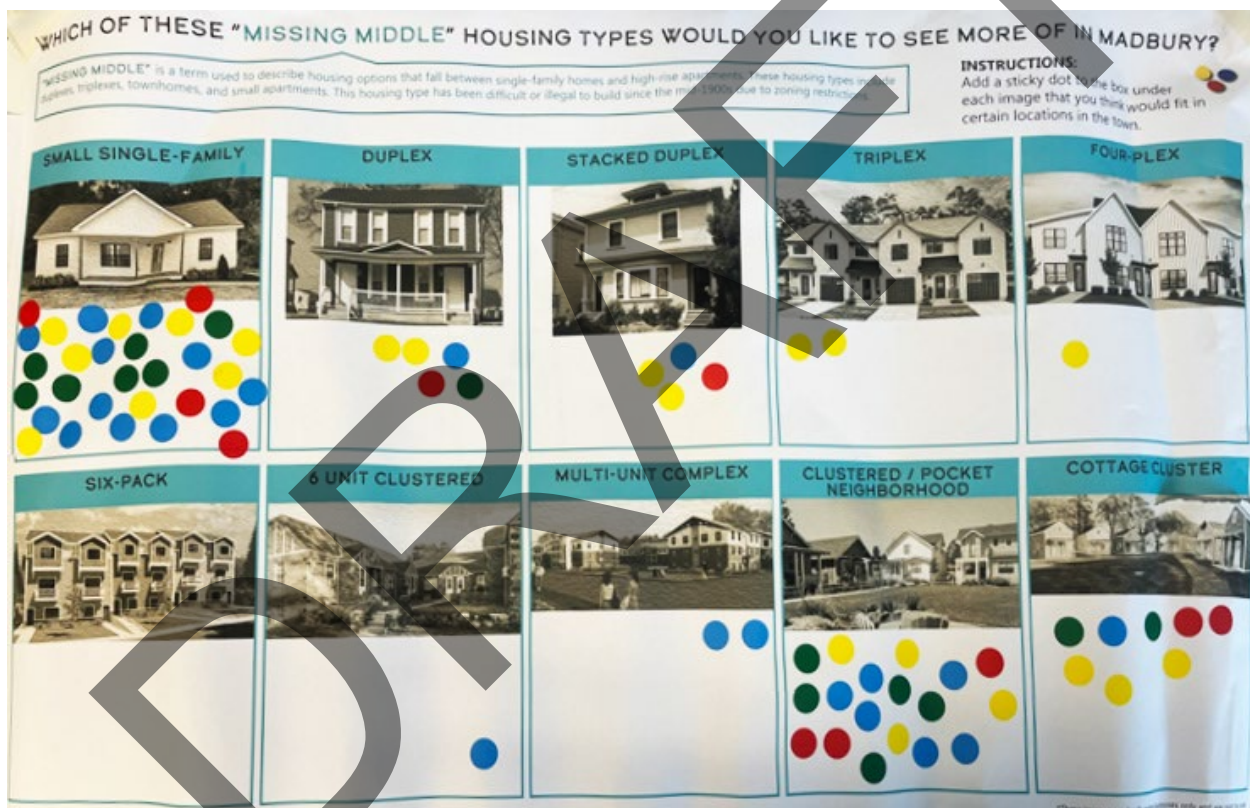 WHICH OF THESE "MISSING MIDDLE" HOUSING TYPES WOULD YOU LIKE TO SEE MORE OF IN MADBURY?
"MISSING MIDDLE" is a term used to describe housing options that fall between single-family homes and high-rise apartments. These housing types include
duplexes, triplexes, townhomes, and small apartments. This housing type has been difficult or illegal to build since the mid-1900s due to zoning restrictions.
INSTRUCTIONS:
Add a sticky dot to the box under
each image that you think would fit in
certain locations in the town.
SMALL SINGLE-FAMILY
DUPLEX
STACKED DUPLEX
TRIPLEX
FOUR-PLEX
SIX-PACK
6 UNIT CLUSTERED
MULTI-UNIT COMPLEX
CLUSTERED / POCKET
NEIGHBORHOOD
COTTAGE CLUSTER
DRAFT